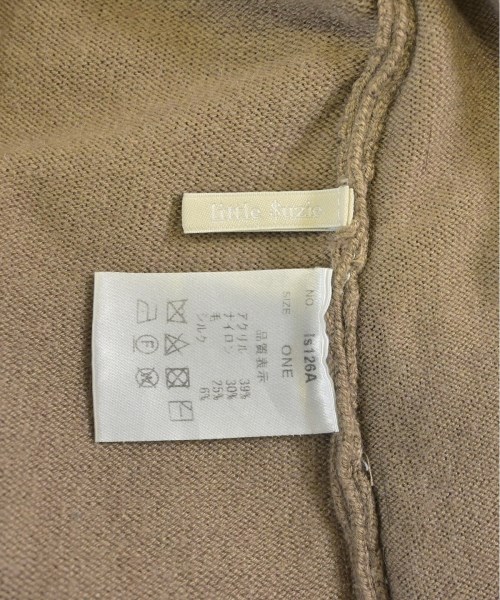 little $uzie
NO. ls126A
SIZE ONE
品質表示
アクリル 39%
ナイロン 30%
毛 25%
シルク 6%